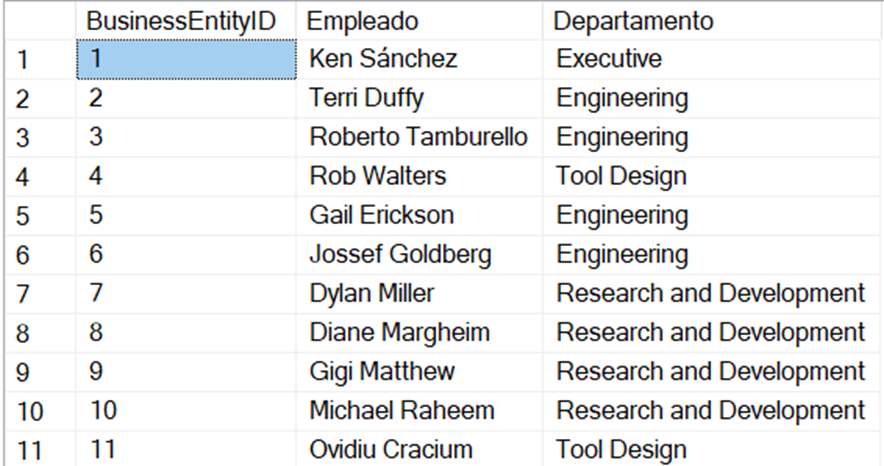 BusinessEntityID Empleado Departamento
1 1 Ken Sánchez Executive
2 2 Terri Duffy Engineering
3 3 Roberto Tamburello Engineering
4 4 Rob Walters Tool Design
5 5 Gail Erickson Engineering
6 6 Jossef Goldberg Engineering
7 7 Dylan Miller Research and Development
8 8 Diane Margheim Research and Development
9 9 Gigi Matthew Research and Development
10 10 Michael Raheem Research and Development
11 11 Ovidiu Cracium Tool Design